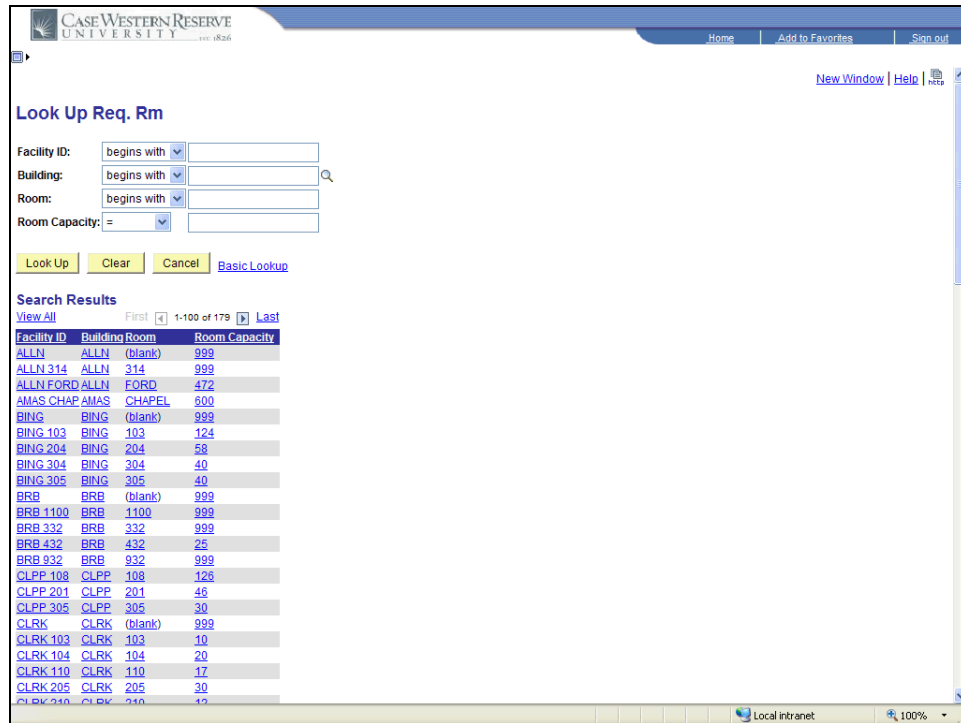 CASE WESTERN RESERVE
UNIVERSITY EST 1826
Home Add to Favorites Sign out
New Window | Help | http
Look Up Req. Rm
Facility ID: begins with
Building: begins with
Room: begins with
Room Capacity: =
Look Up Clear Cancel Basic Lookup
Search Results
View All First 1-100 of 179 Last
Facility ID Building Room Room Capacity
ALLN ALLN (blank) 999
ALLN 314 ALLN 314 999
ALLN FORD ALLN FORD 472
AMAS CHAP AMAS CHAPEL 600
BING BING (blank) 999
BING 103 BING 103 124
BING 204 BING 204 58
BING 304 BING 304 40
BING 305 BING 305 40
BRB BRB (blank) 999
BRB 1100 BRB 1100 999
BRB 332 BRB 332 999
BRB 432 BRB 432 25
BRB 932 BRB 932 999
CLPP 108 CLPP 108 126
CLPP 201 CLPP 201 46
CLPP 305 CLPP 305 30
CLRK CLRK (blank) 999
CLRK 103 CLRK 103 10
CLRK 104 CLRK 104 20
CLRK 110 CLRK 110 17
CLRK 205 CLRK 205 30
CLRK 210 CLRK 210 12
Local intranet 100%